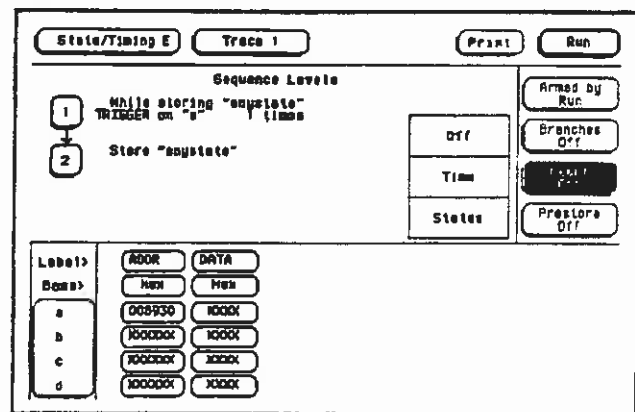 State/Timing E Trace 1 Print Run
Sequence Levels
Armed by
Run
1 While storing "anystate"
TRIGGER on "a" 1 times
Branches
Off
2 Store "anystate"
Off
Time
States
Off
Prestore
Off
Label> ADDR DATA
Base> Hex Hex
a 008930 XXXX
b XXXXXX XXXX
c XXXXXX XXXX
d XXXXXX XXXX